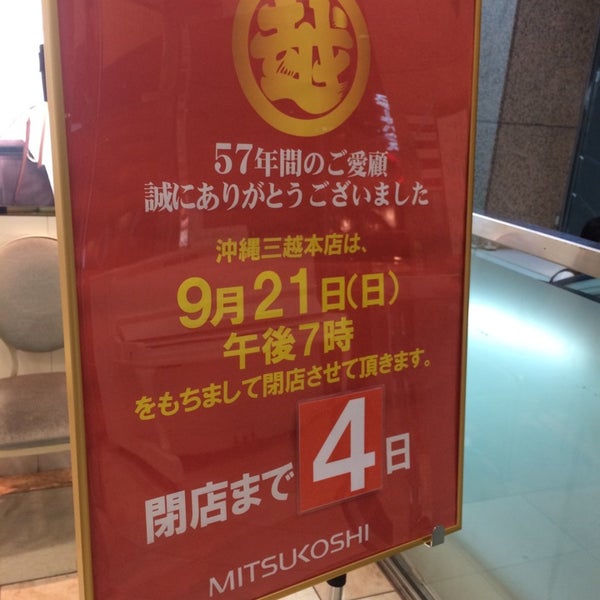 越
57年間のご愛顧
誠にありがとうございました
沖縄三越本店は、
9月21日(日)
午後7時
をもちまして閉店させて頂きます。
閉店まで4日
MITSUKOSHI